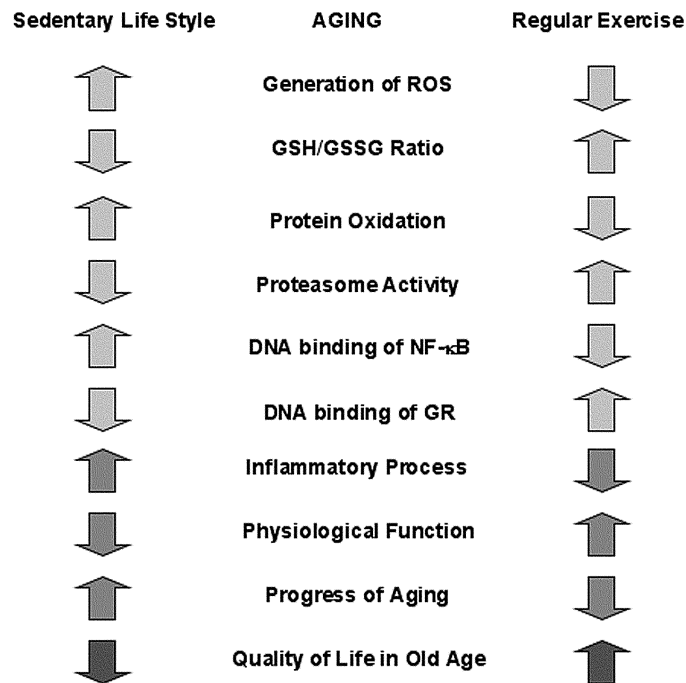 Sedentary Life Style AGING Regular Exercise
Generation of ROS
GSH/GSSG Ratio
Protein Oxidation
Proteasome Activity
DNA binding of NF-κB
DNA binding of GR
Inflammatory Process
Physiological Function
Progress of Aging
Quality of Life in Old Age